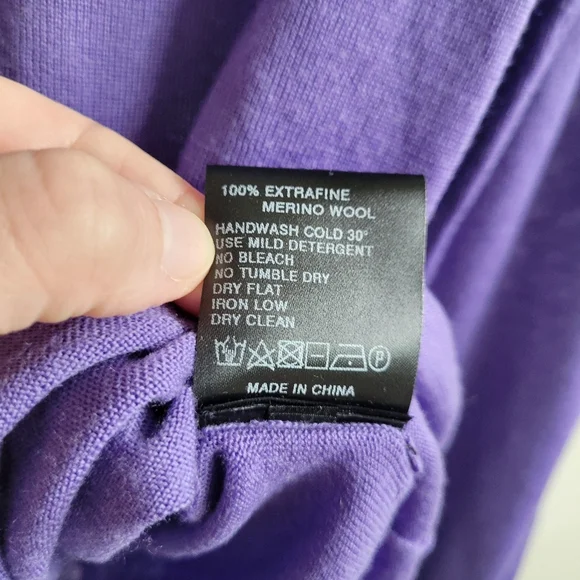 100% EXTRAFINE
MERINO WOOL
HANDWASH COLD 30°
USE MILD DETERGENT
NO BLEACH
NO TUMBLE DRY
DRY FLAT
IRON LOW
DRY CLEAN
P
MADE IN CHINA